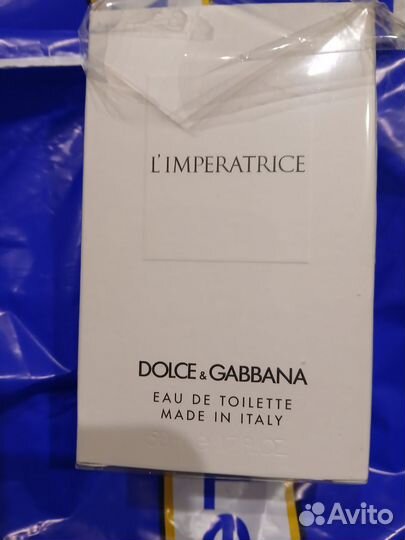 L'IMPERATRICE
DOLCE & GABBANA
EAU DE TOILETTE
MADE IN ITALY
Avito